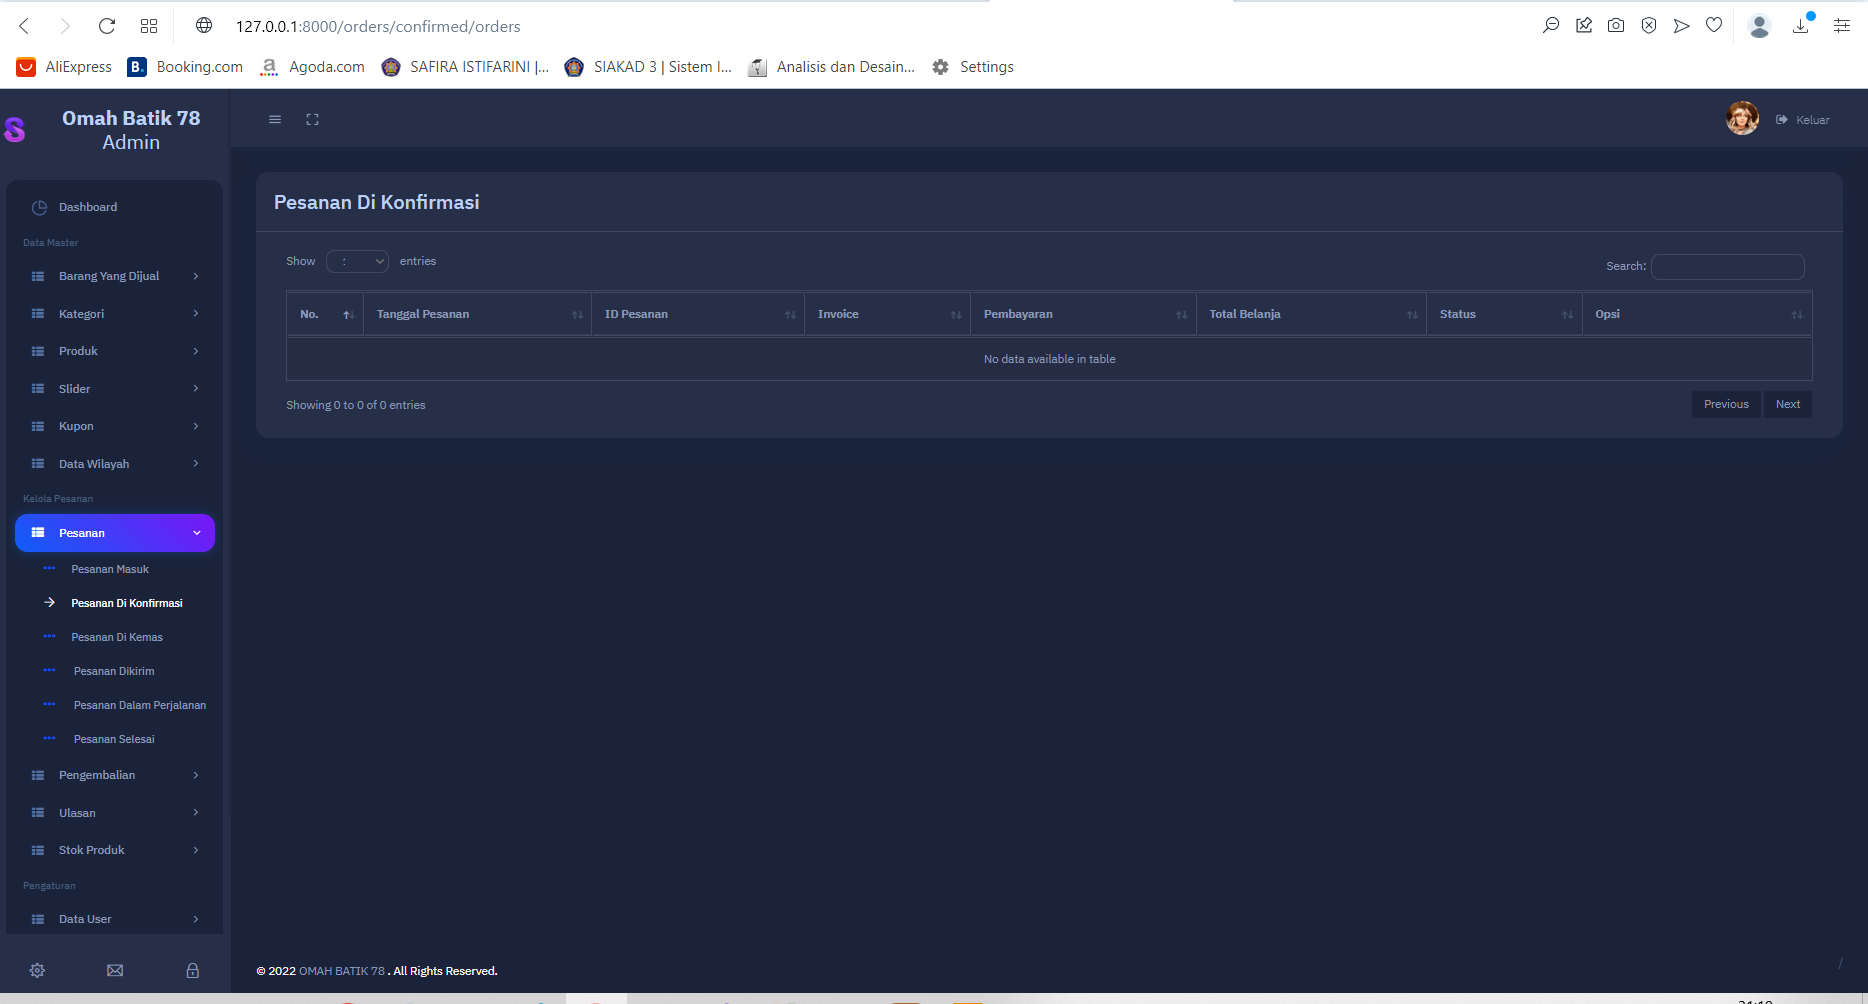 127.0.0.1:8000/orders/confirmed/orders
AliExpress
B. Booking.com
a Agoda.com
SAFIRA ISTIFARINI |...
SIAKAD 3 | Sistem I...
Analisis dan Desain...
Settings
S
Omah Batik 78
Admin
Keluar
Dashboard
Data Master
Barang Yang Dijual
Kategori
Produk
Slider
Kupon
Data Wilayah
Kelola Pesanan
Pesanan
Pesanan Masuk
Pesanan Di Konfirmasi
Pesanan Di Kemas
Pesanan Dikirim
Pesanan Dalam Perjalanan
Pesanan Selesai
Pengembalian
Ulasan
Stok Produk
Pengaturan
Data User
Pesanan Di Konfirmasi
Show entries
Search:
No. Tanggal Pesanan ID Pesanan Invoice Pembayaran Total Belanja Status Opsi
No data available in table
Showing 0 to 0 of 0 entries
Previous Next
© 2022 OMAH BATIK 78 . All Rights Reserved.
/